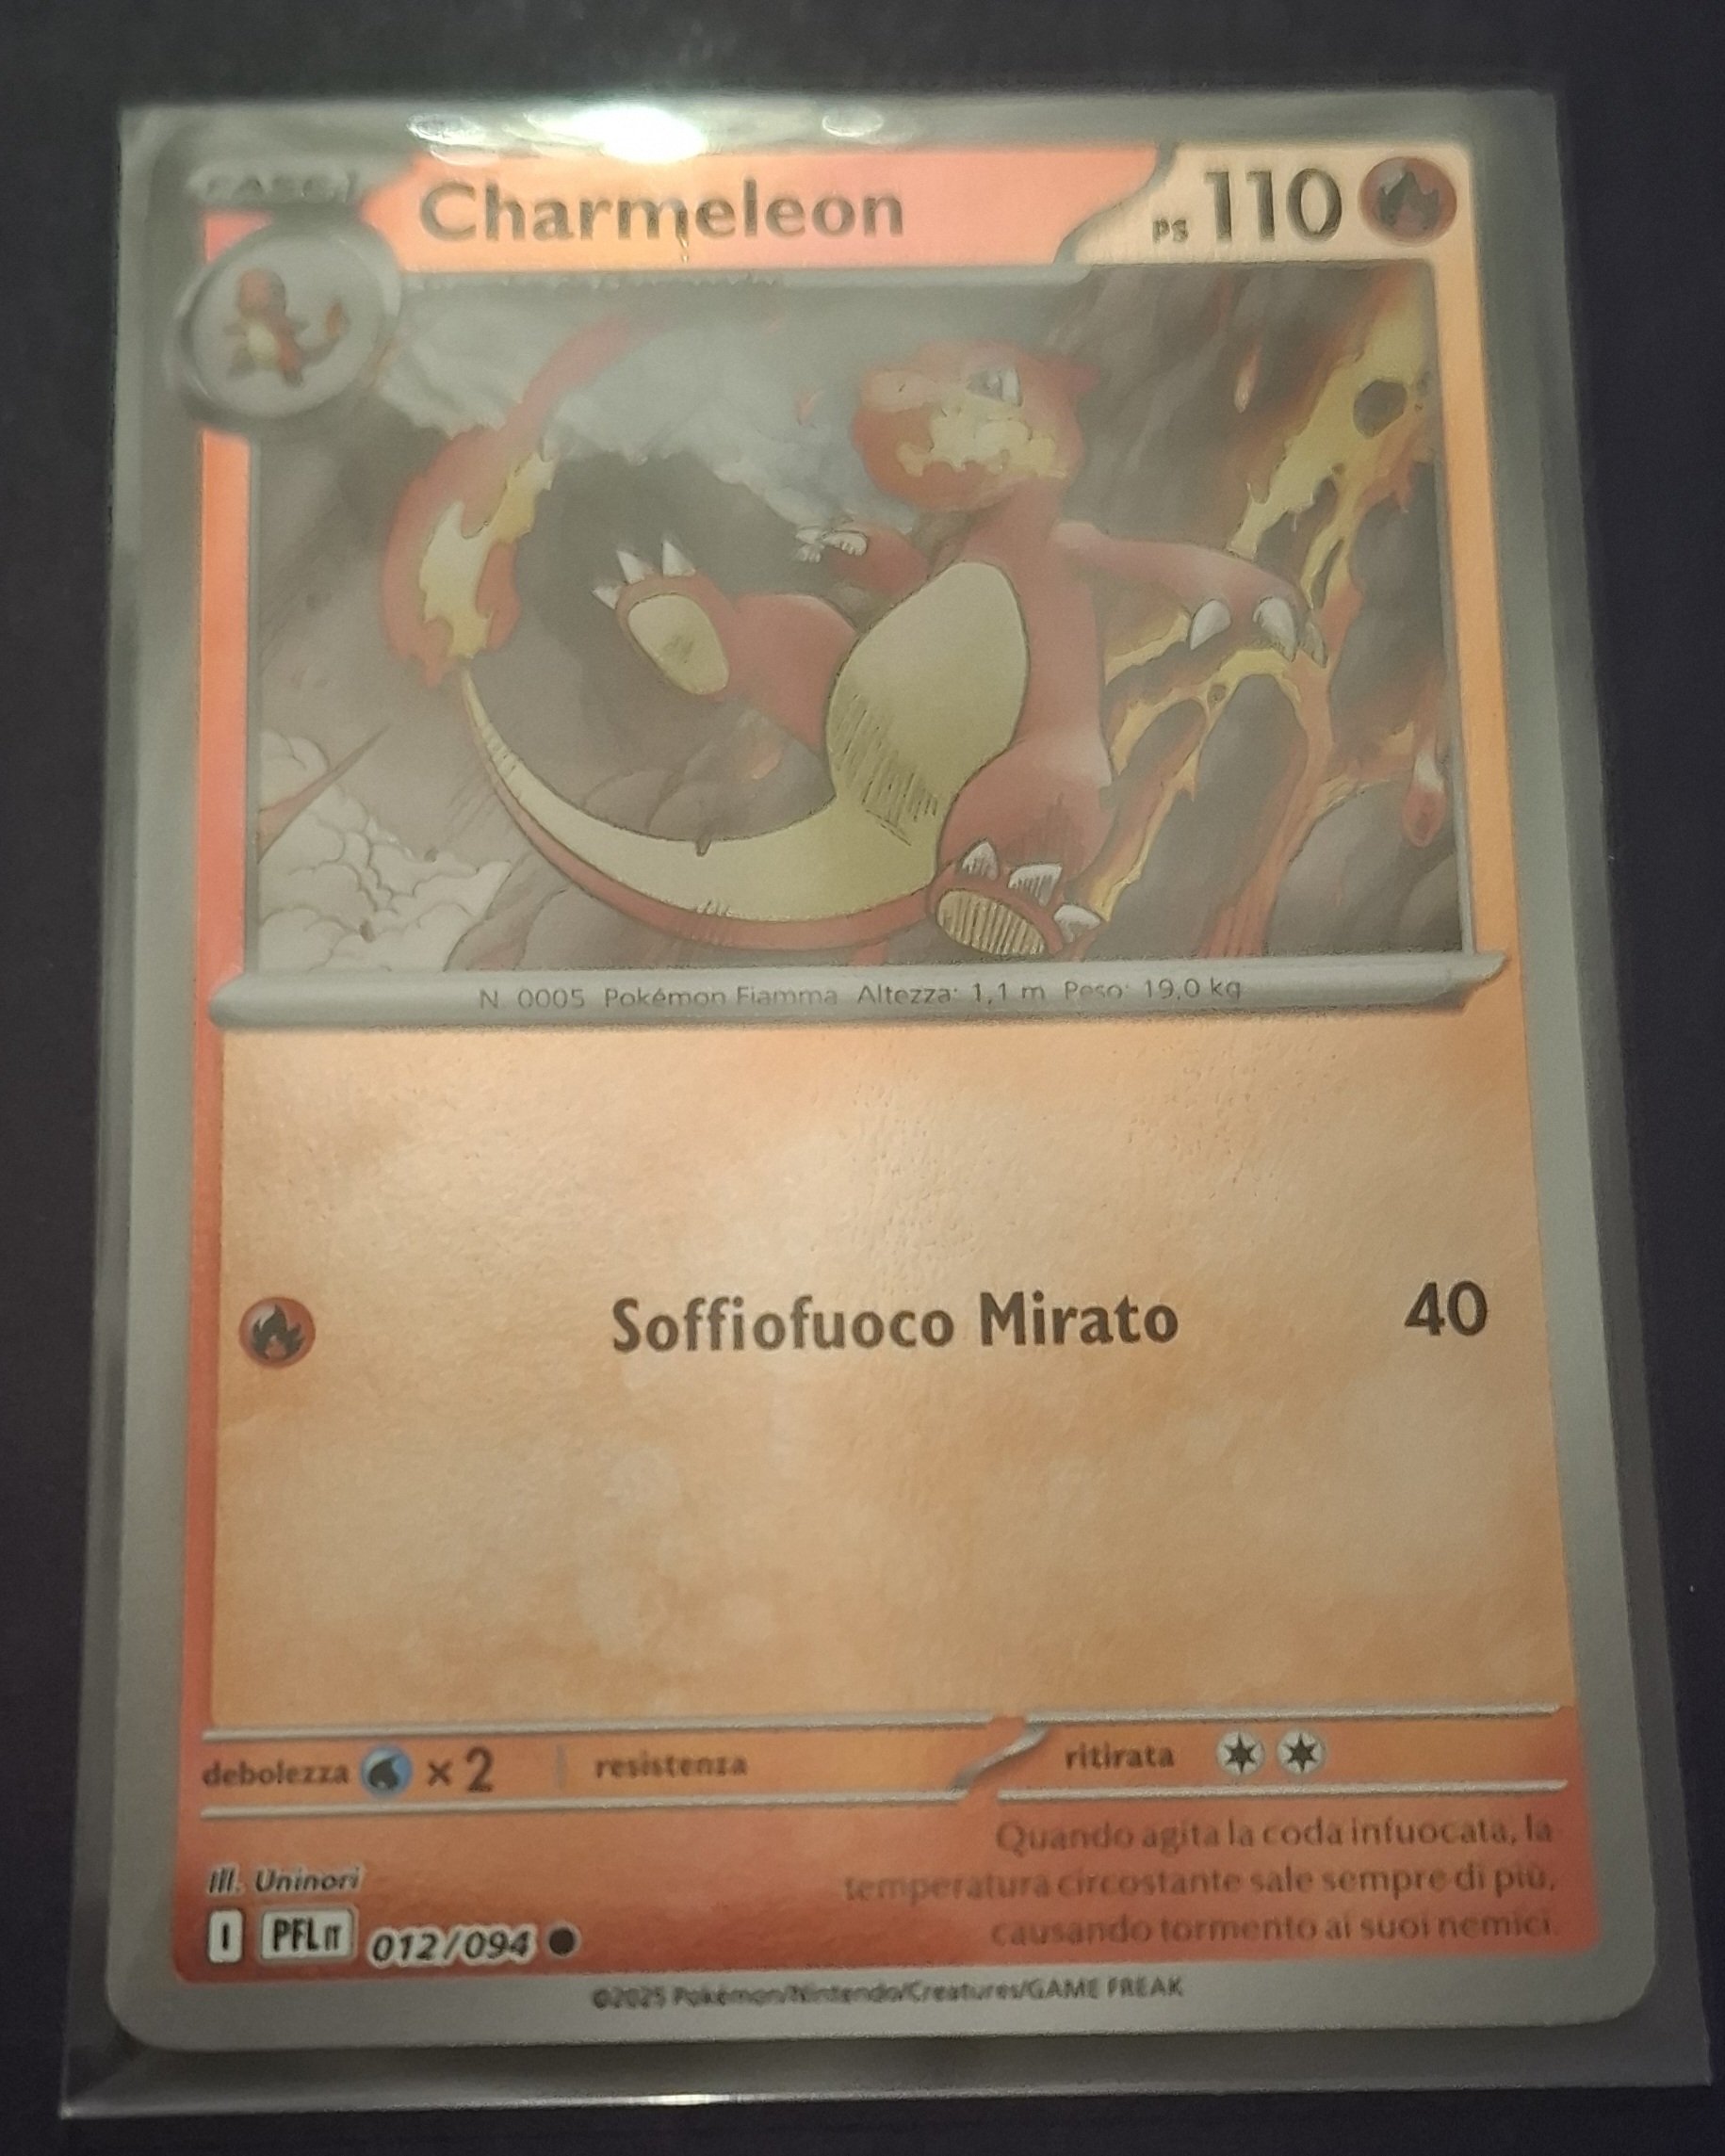 FASE 1
Charmeleon
PS 110
N 0005 Pokémon Fiamma Altezza: 1,1 m Peso: 19,0 kg
Soffiofuoco Mirato 40
debolezza ×2 resistenza ritirata
Quando agita la coda infuocata, la
temperatura circostante sale sempre di più,
causando tormento ai suoi nemici.
Ill. Uninori
I PFL IT 012/094
©2025 Pokémon/Nintendo/Creatures/GAME FREAK